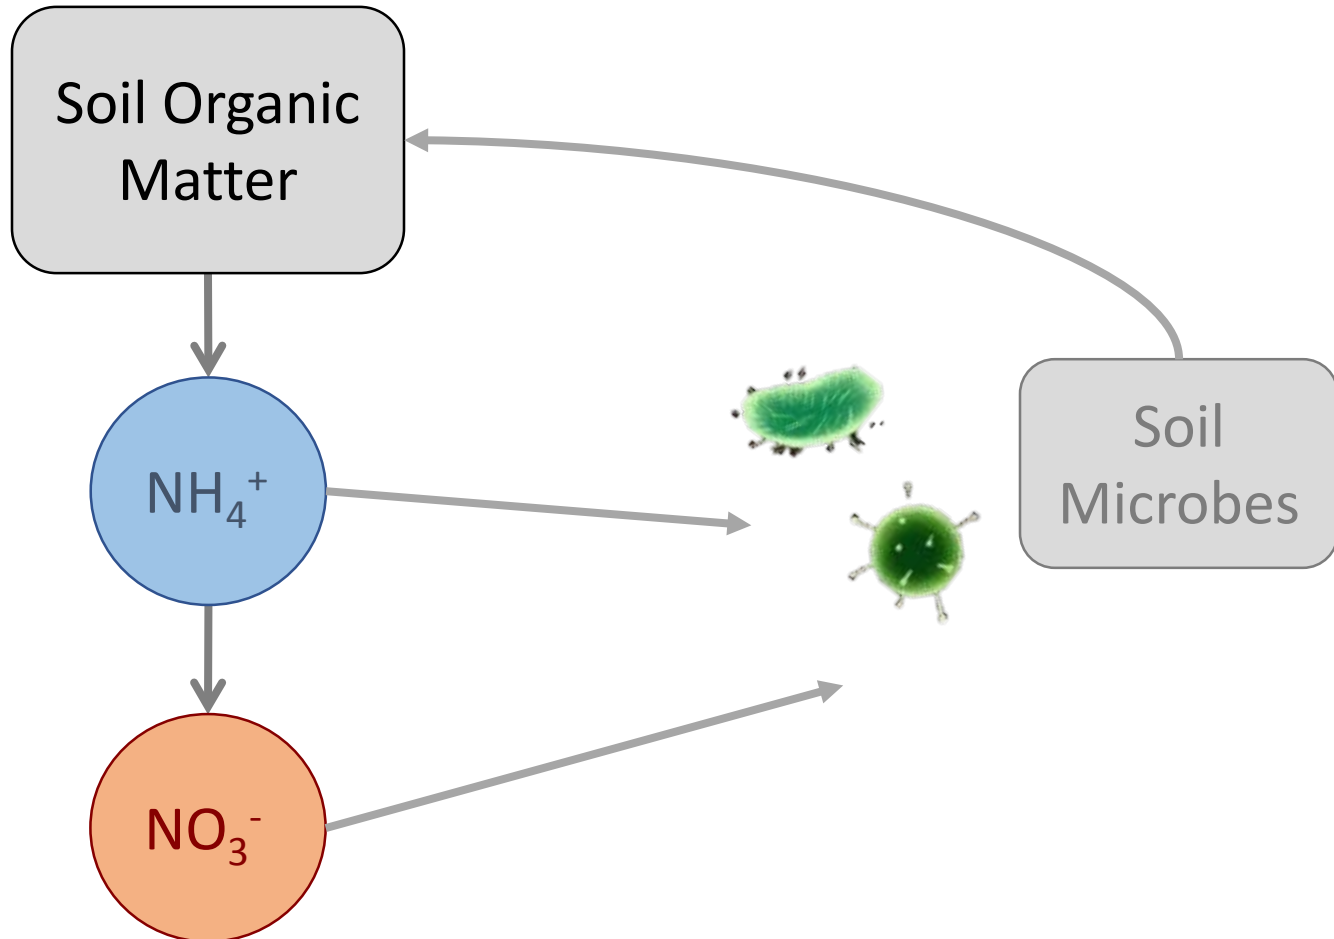 Soil Organic
Matter
NH₄⁺
Soil
Microbes
NO₃⁻